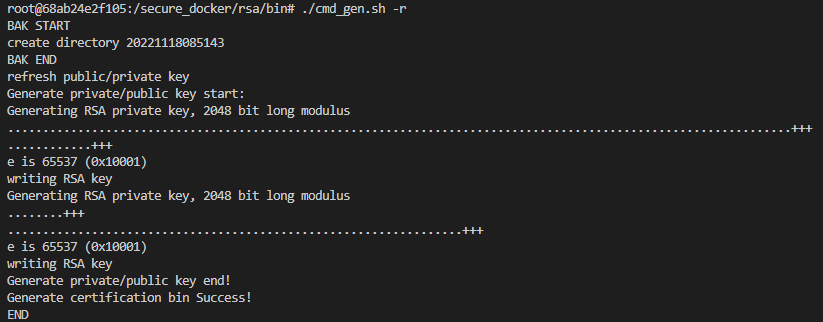 root@68ab24e2f105:/secure_docker/rsa/bin# ./cmd_gen.sh -r
BAK START
create directory 20221118085143
BAK END
refresh public/private key
Generate private/public key start:
Generating RSA private key, 2048 bit long modulus
................................................................................................................+++
............+++
e is 65537 (0x10001)
writing RSA key
Generating RSA private key, 2048 bit long modulus
........+++
.................................................................+++
e is 65537 (0x10001)
writing RSA key
Generate private/public key end!
Generate certification bin Success!
END